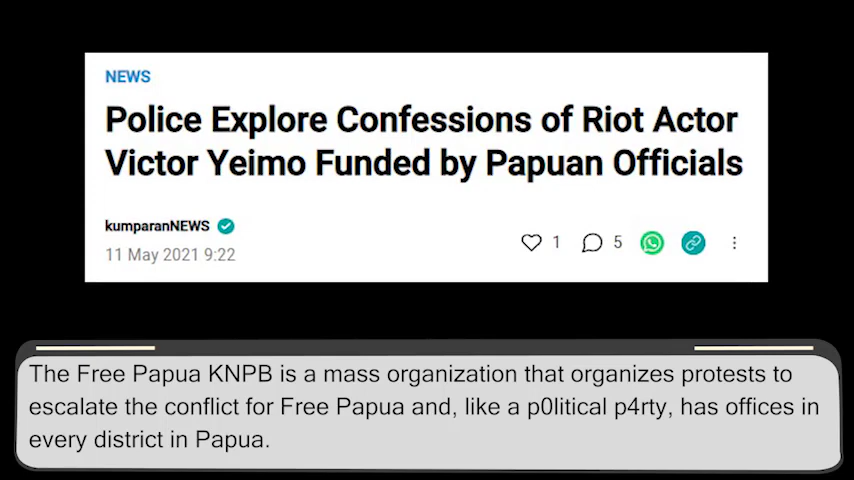 NEWS
Police Explore Confessions of Riot Actor
Victor Yeimo Funded by Papuan Officials
kumparanNEWS
11 May 2021 9:22
1
5
The Free Papua KNPB is a mass organization that organizes protests to
escalate the conflict for Free Papua and, like a p0litical p4rty, has offices in
every district in Papua.